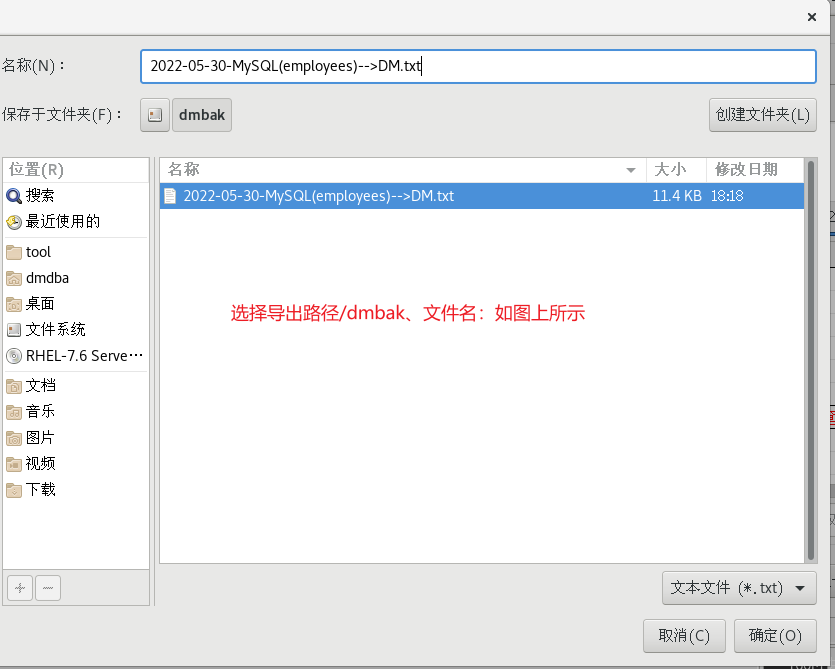 名称(N)：
2022-05-30-MySQL(employees)-->DM.txt
保存于文件夹(F)：
dmbak
创建文件夹(L)
位置(R)
搜索
最近使用的
tool
dmdba
桌面
文件系统
RHEL-7.6 Serve…
文档
音乐
图片
视频
下载
名称 大小 修改日期
2022-05-30-MySQL(employees)-->DM.txt 11.4 KB 18:18
选择导出路径/dmbak、文件名：如图上所示
文本文件 (*.txt)
取消(C)
确定(O)